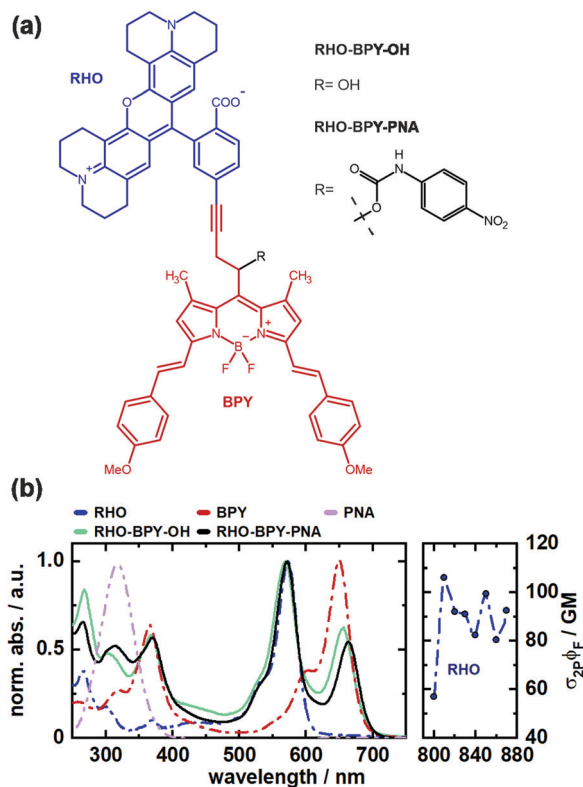 (a)
RHO
N
COO-
O
N+
RHO-BPY-OH
R= OH
RHO-BPY-PNA
R=
O
H
N
O
NO2
R
H3C
CH3
N
N+
B-
F
F
BPY
MeO
OMe
(b)
RHO BPY PNA
RHO-BPY-OH RHO-BPY-PNA
norm. abs. / a.u.
1.0
0.5
0
300 400 500 600 700
wavelength / nm
RHO
800 840 880
120
100
80
60
40
σ2PϕF / GM